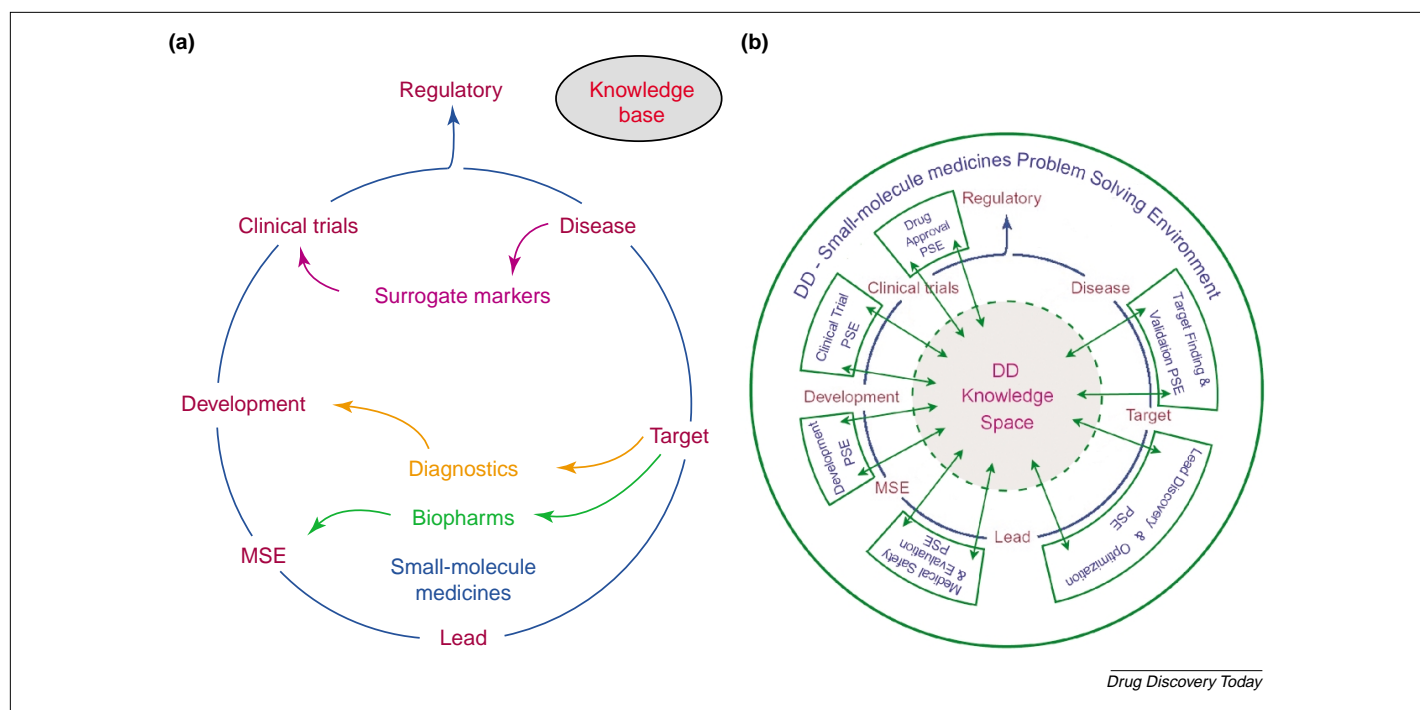 (a)
Regulatory
Knowledge
base
Clinical trials
Disease
Surrogate markers
Development
Target
Diagnostics
Biopharms
MSE
Small-molecule
medicines
Lead
(b)
DD - Small-molecule medicines Problem Solving Environment
Regulatory
Drug
Approval
PSE
Clinical trials
Disease
Clinical Trial
PSE
Target Finding &
Validation PSE
DD
Knowledge
Space
Development
Target
Development
PSE
MSE
Lead
Lead Discovery & Optimization
PSE
Medical Safety
& Evaluation
PSE
Drug Discovery Today